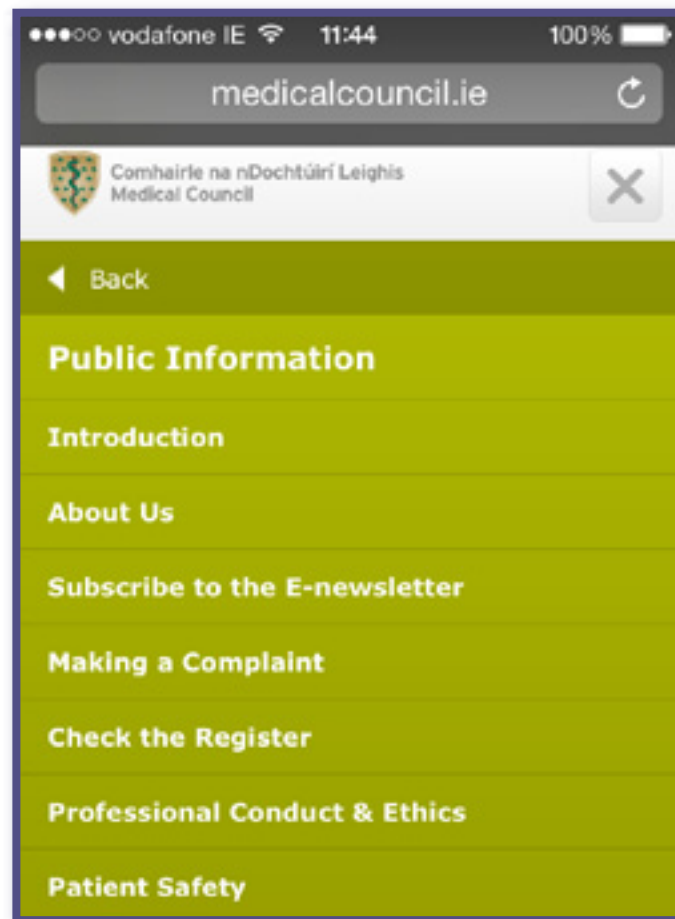 vodafone IE 11:44 100%
medicalcouncil.ie
Comhairle na nDochtúirí Leighis
Medical Council
Back
Public Information
Introduction
About Us
Subscribe to the E-newsletter
Making a Complaint
Check the Register
Professional Conduct & Ethics
Patient Safety